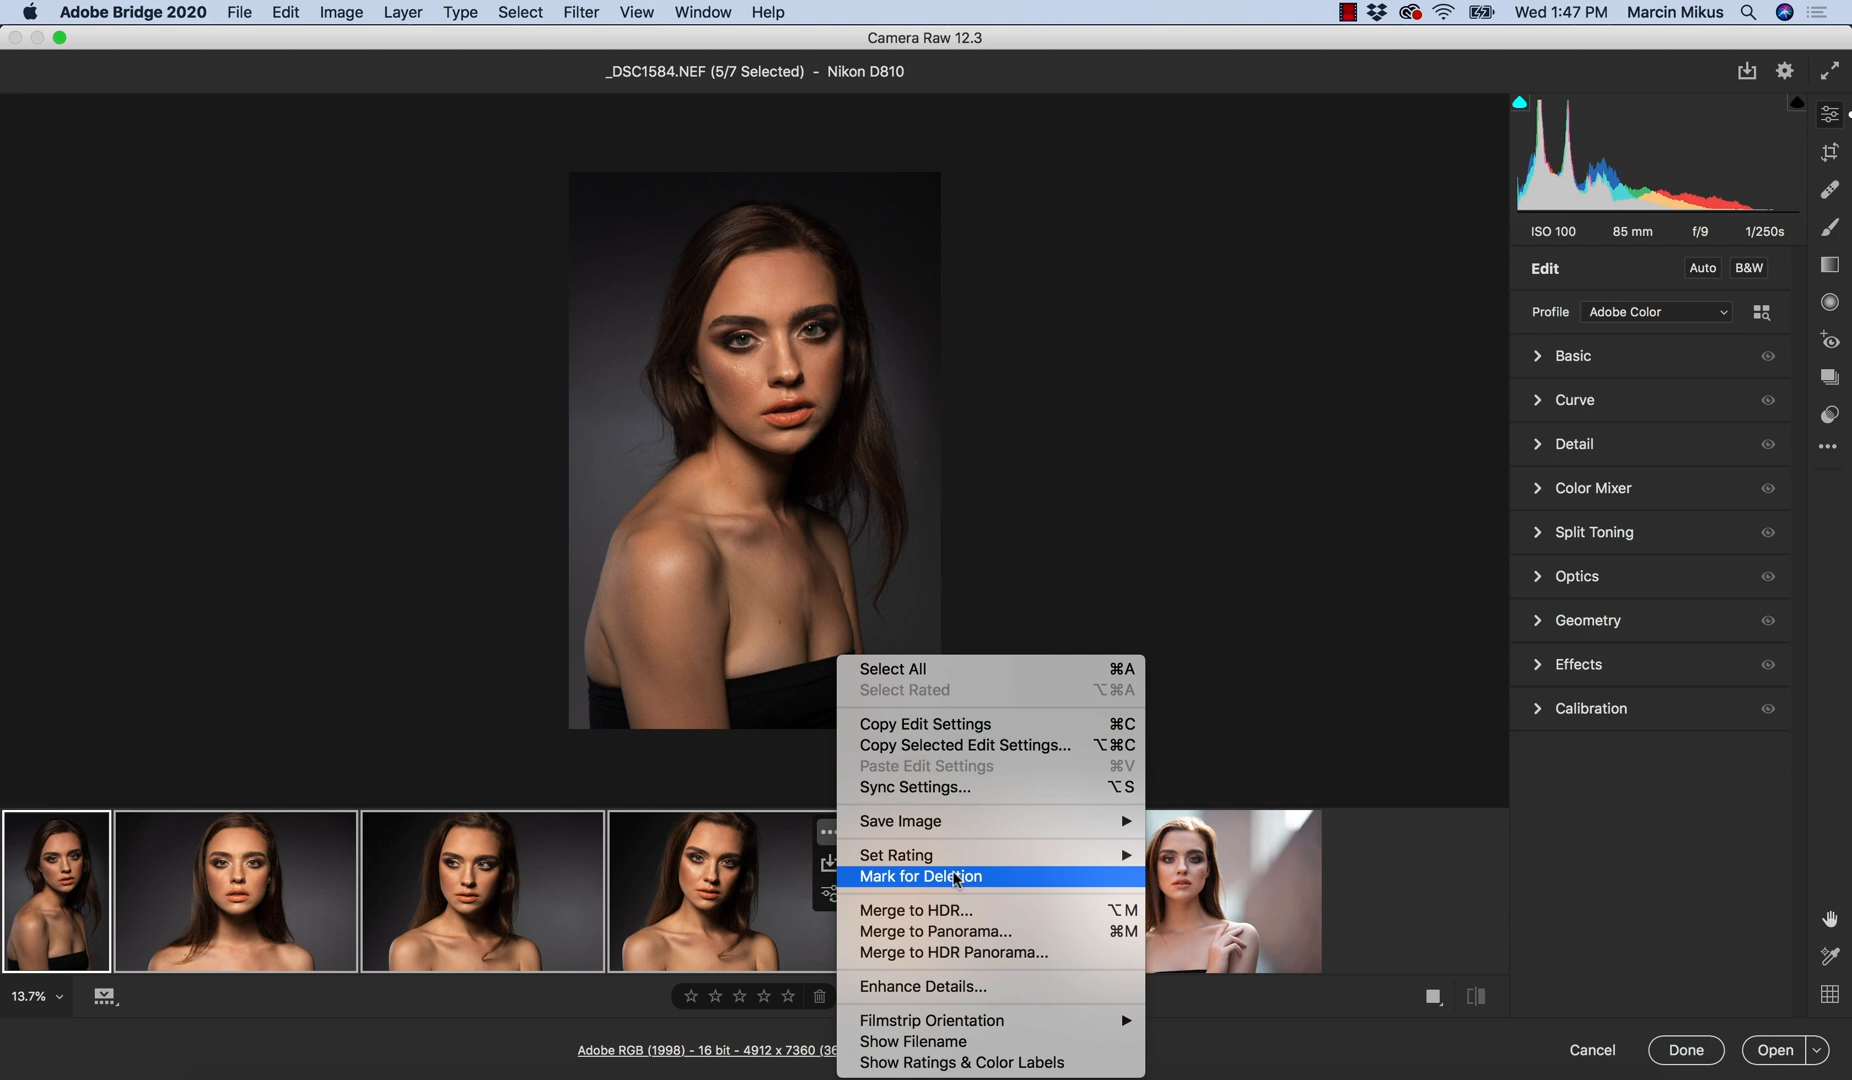 Adobe Bridge 2020 File Edit Image Layer Type Select Filter View Window Help Wed 1:47 PM Marcin Mikus
Camera Raw 12.3
_DSC1584.NEF (5/7 Selected) - Nikon D810
ISO 100 85 mm f/9 1/250s
Edit Auto B&W
Profile Adobe Color
Basic
Curve
Detail
Color Mixer
Split Toning
Optics
Geometry
Effects
Calibration
Select All ⌘A
Select Rated ⌥⌘A
Copy Edit Settings ⌘C
Copy Selected Edit Settings... ⌥⌘C
Paste Edit Settings ⌘V
Sync Settings... ⌥S
Save Image
Set Rating
Mark for Deletion
Merge to HDR... ⌥M
Merge to Panorama... ⌘M
Merge to HDR Panorama...
Enhance Details...
Filmstrip Orientation
Show Filename
Show Ratings & Color Labels
13.7%
Adobe RGB (1998) - 16 bit - 4912 x 7360 (36
Cancel Done Open